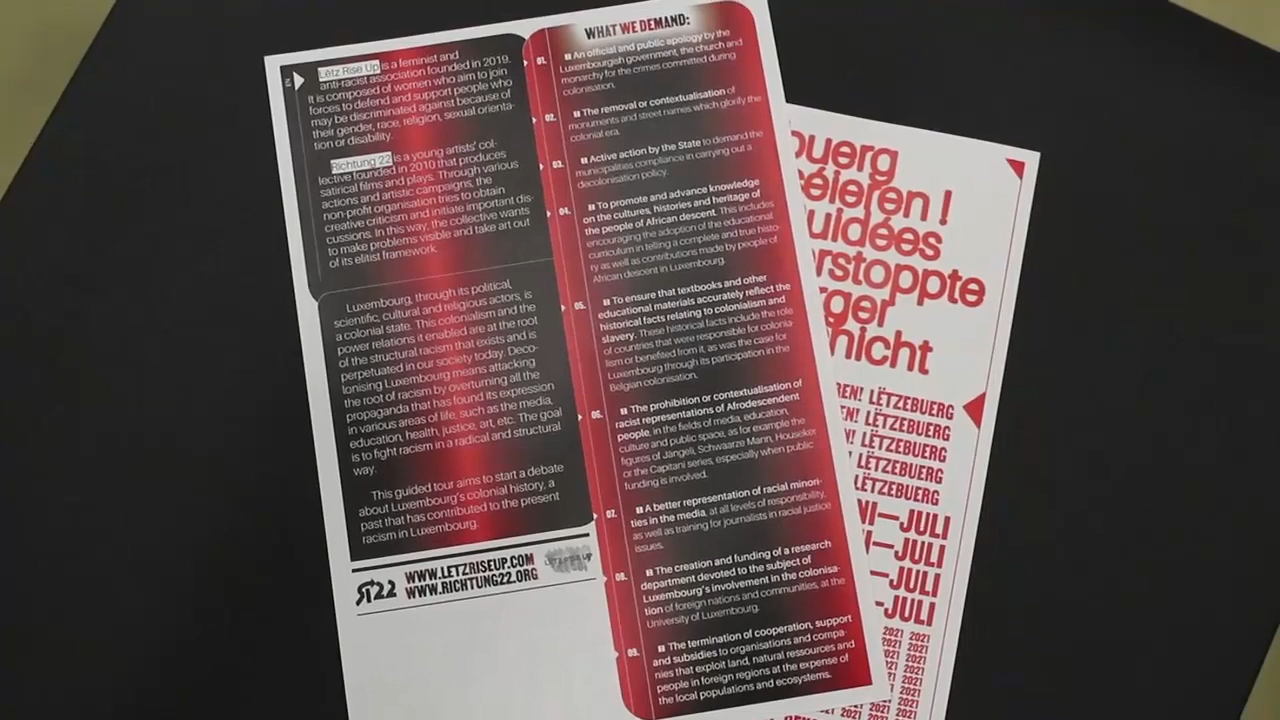 EN
Lëtz Rise Up is a feminist and
anti-racist association founded in 2019.
It is composed of women who aim to join
forces to defend and support people who
may be discriminated against because of
their gender, race, religion, sexual orienta-
tion or disability.
Richtung 22 is a young artists' col-
lective founded in 2010 that produces
satirical films and plays. Through various
actions and artistic campaigns, the
non-profit organisation tries to obtain
creative criticism and initiate important dis-
cussions. In this way, the collective wants
to make problems visible and take art out
of its elitist framework.
Luxembourg, through its political,
scientific, cultural and religious actors, is
a colonial state. This colonialism and the
power relations it enabled are at the root
of the structural racism that exists and is
perpetuated in our society today. Deco-
lonising Luxembourg means attacking
the root of racism by overturning all the
propaganda that has found its expression
in various areas of life, such as the media,
education, health, justice, art, etc. The goal
is to fight racism in a radical and structural
way.
This guided tour aims to start a debate
about Luxembourg's colonial history, a
past that has contributed to the present
racism in Luxembourg.
22 WWW.LETZRISEUP.COM
WWW.RICHTUNG22.ORG
WHAT WE DEMAND:
01. An official and public apology by the
Luxembourgish government, the church and
monarchy for the crimes committed during
colonisation.
02. The removal or contextualisation of
monuments and street names which glorify the
colonial era.
03. Active action by the State to demand the
municipalities compliance in carrying out a
decolonisation policy.
04. To promote and advance knowledge
on the cultures, histories and heritage of
the people of African descent. This includes
encouraging the adoption of the educational
curriculum in telling a complete and true histo-
ry as well as contributions made by people of
African descent in Luxembourg.
05. To ensure that textbooks and other
educational materials accurately reflect the
historical facts relating to colonialism and
slavery. These historical facts include the role
of countries that were responsible for colonia-
lism or benefited from it, as was the case for
Luxembourg through its participation in the
Belgian colonisation.
06. The prohibition or contextualisation of
racist representations of Afrodescendent
people, in the fields of media, education,
culture and public space, as for example the
figures of Jangeli, Schwaarze Mann, Houseker
or the Capitani series, especially when public
funding is involved.
07. A better representation of racial minori-
ties in the media, at all levels of responsibility,
as well as training for journalists in racial justice
issues.
08. The creation and funding of a research
department devoted to the subject of
Luxembourg's involvement in the colonisa-
tion of foreign nations and communities, at the
University of Luxembourg.
09. The termination of cooperation, support
and subsidies to organisations and compa-
nies that exploit land, natural ressources and
people in foreign regions at the expense of
the local populations and ecosystems.
buerg
séieren !
uidées
rstoppte
rger
hicht
REN! LËTZEBUERG
EN! LËTZEBUERG
N! LËTZEBUERG
! LËTZEBUERG
LËTZEBUERG
NI—JULI
I—JULI
—JULI
–JULI
2021 2021
2021 2021
2021 2021
2021 2021
2021 2021
2021 2021
2021 2021